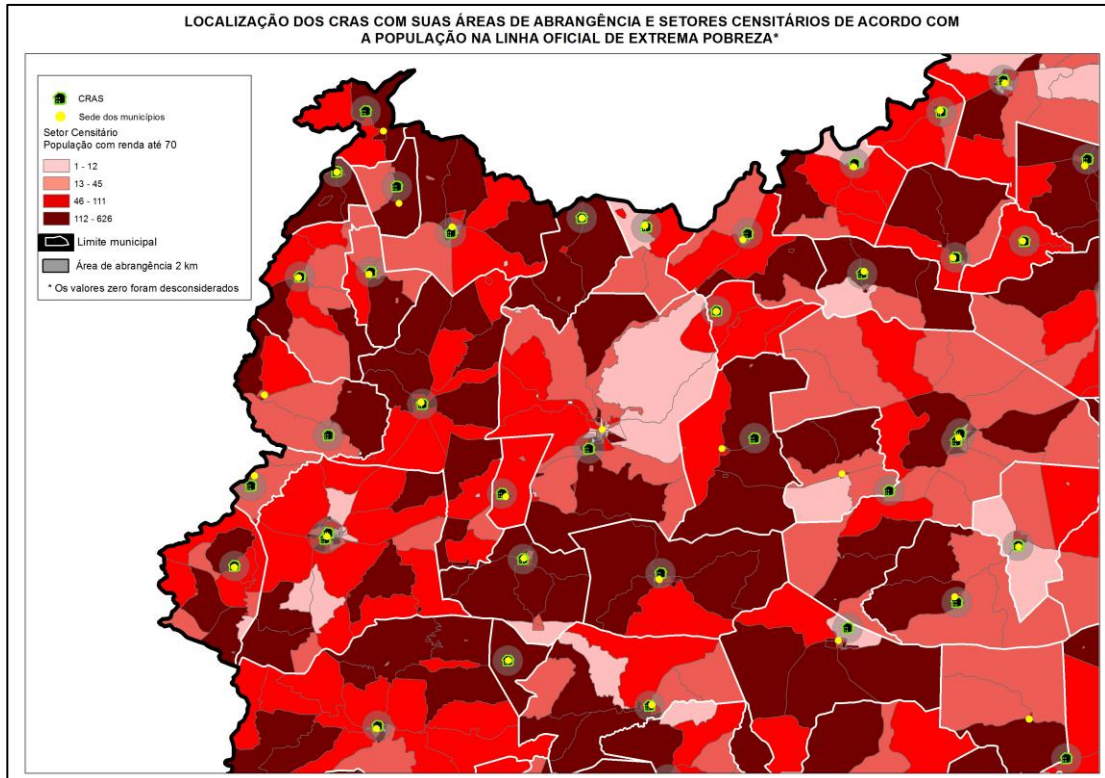 LOCALIZAÇÃO DOS CRAS COM SUAS ÁREAS DE ABRANGÊNCIA E SETORES CENSITÁRIOS DE ACORDO COM
A POPULAÇÃO NA LINHA OFICIAL DE EXTREMA POBREZA*
CRAS
Sede dos municípios
Setor Censitário
População com renda até 70
1 - 12
13 - 45
46 - 111
112 - 626
Limite municipal
Área de abrangência 2 km
* Os valores zero foram desconsiderados